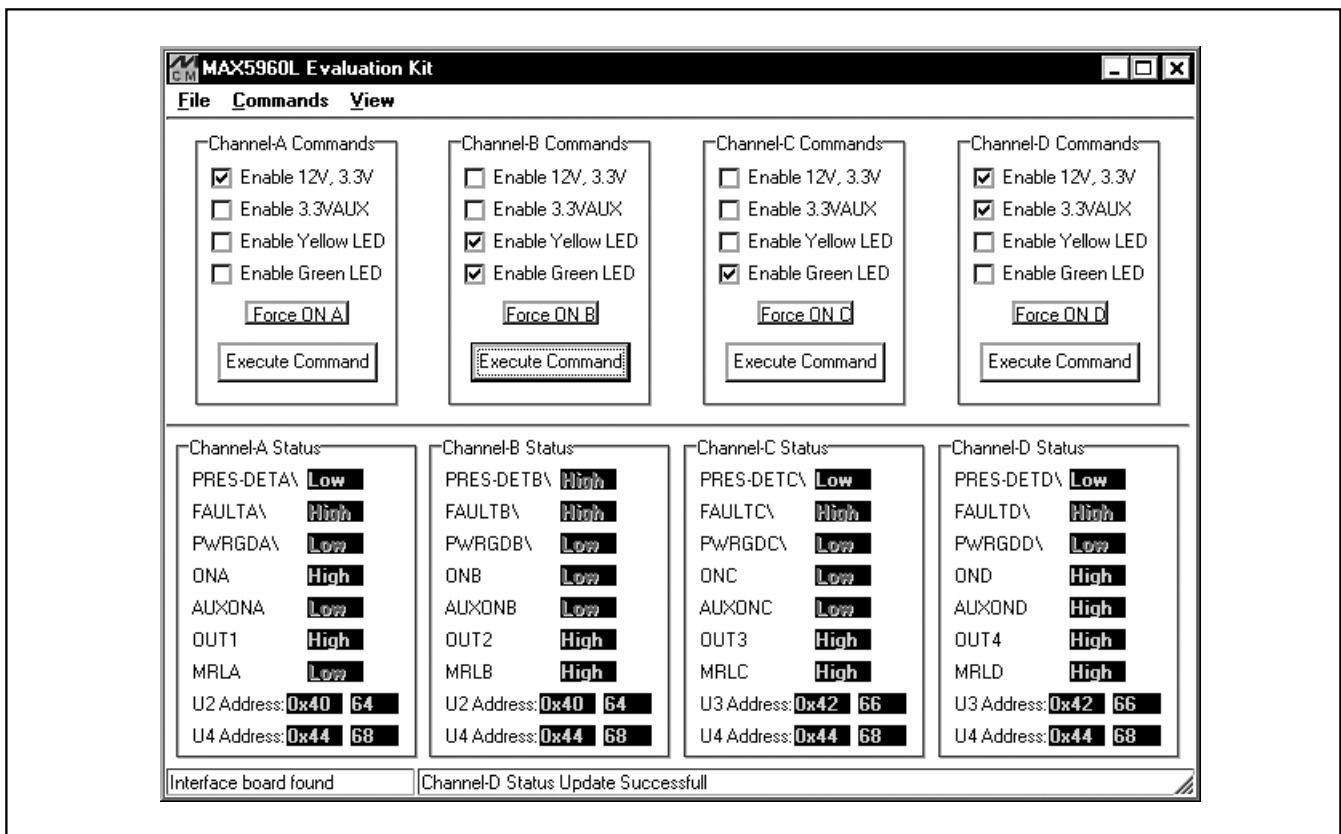 CM MAX5960L Evaluation Kit
File Commands View
Channel-A Commands
Enable 12V, 3.3V
Enable 3.3VAUX
Enable Yellow LED
Enable Green LED
Force ON A
Execute Command
Channel-B Commands
Enable 12V, 3.3V
Enable 3.3VAUX
Enable Yellow LED
Enable Green LED
Force ON B
Execute Command
Channel-C Commands
Enable 12V, 3.3V
Enable 3.3VAUX
Enable Yellow LED
Enable Green LED
Force ON C
Execute Command
Channel-D Commands
Enable 12V, 3.3V
Enable 3.3VAUX
Enable Yellow LED
Enable Green LED
Force ON D
Execute Command
Channel-A Status
PRES-DETA\ Low
FAULTA\ High
PWRGDA\ Low
ONA High
AUXONA Low
OUT1 High
MRLA Low
U2 Address: 0x40 64
U4 Address: 0x44 68
Channel-B Status
PRES-DETB\ High
FAULTB\ High
PWRGDB\ Low
ONB Low
AUXONB Low
OUT2 High
MRLB High
U2 Address: 0x40 64
U4 Address: 0x44 68
Channel-C Status
PRES-DETC\ Low
FAULTC\ High
PWRGDC\ Low
ONC Low
AUXONC Low
OUT3 High
MRLC High
U3 Address: 0x42 66
U4 Address: 0x44 68
Channel-D Status
PRES-DETD\ Low
FAULTD\ High
PWRGDD\ Low
OND High
AUXOND High
OUT4 High
MRLD High
U3 Address: 0x42 66
U4 Address: 0x44 68
Interface board found
Channel-D Status Update Successfull